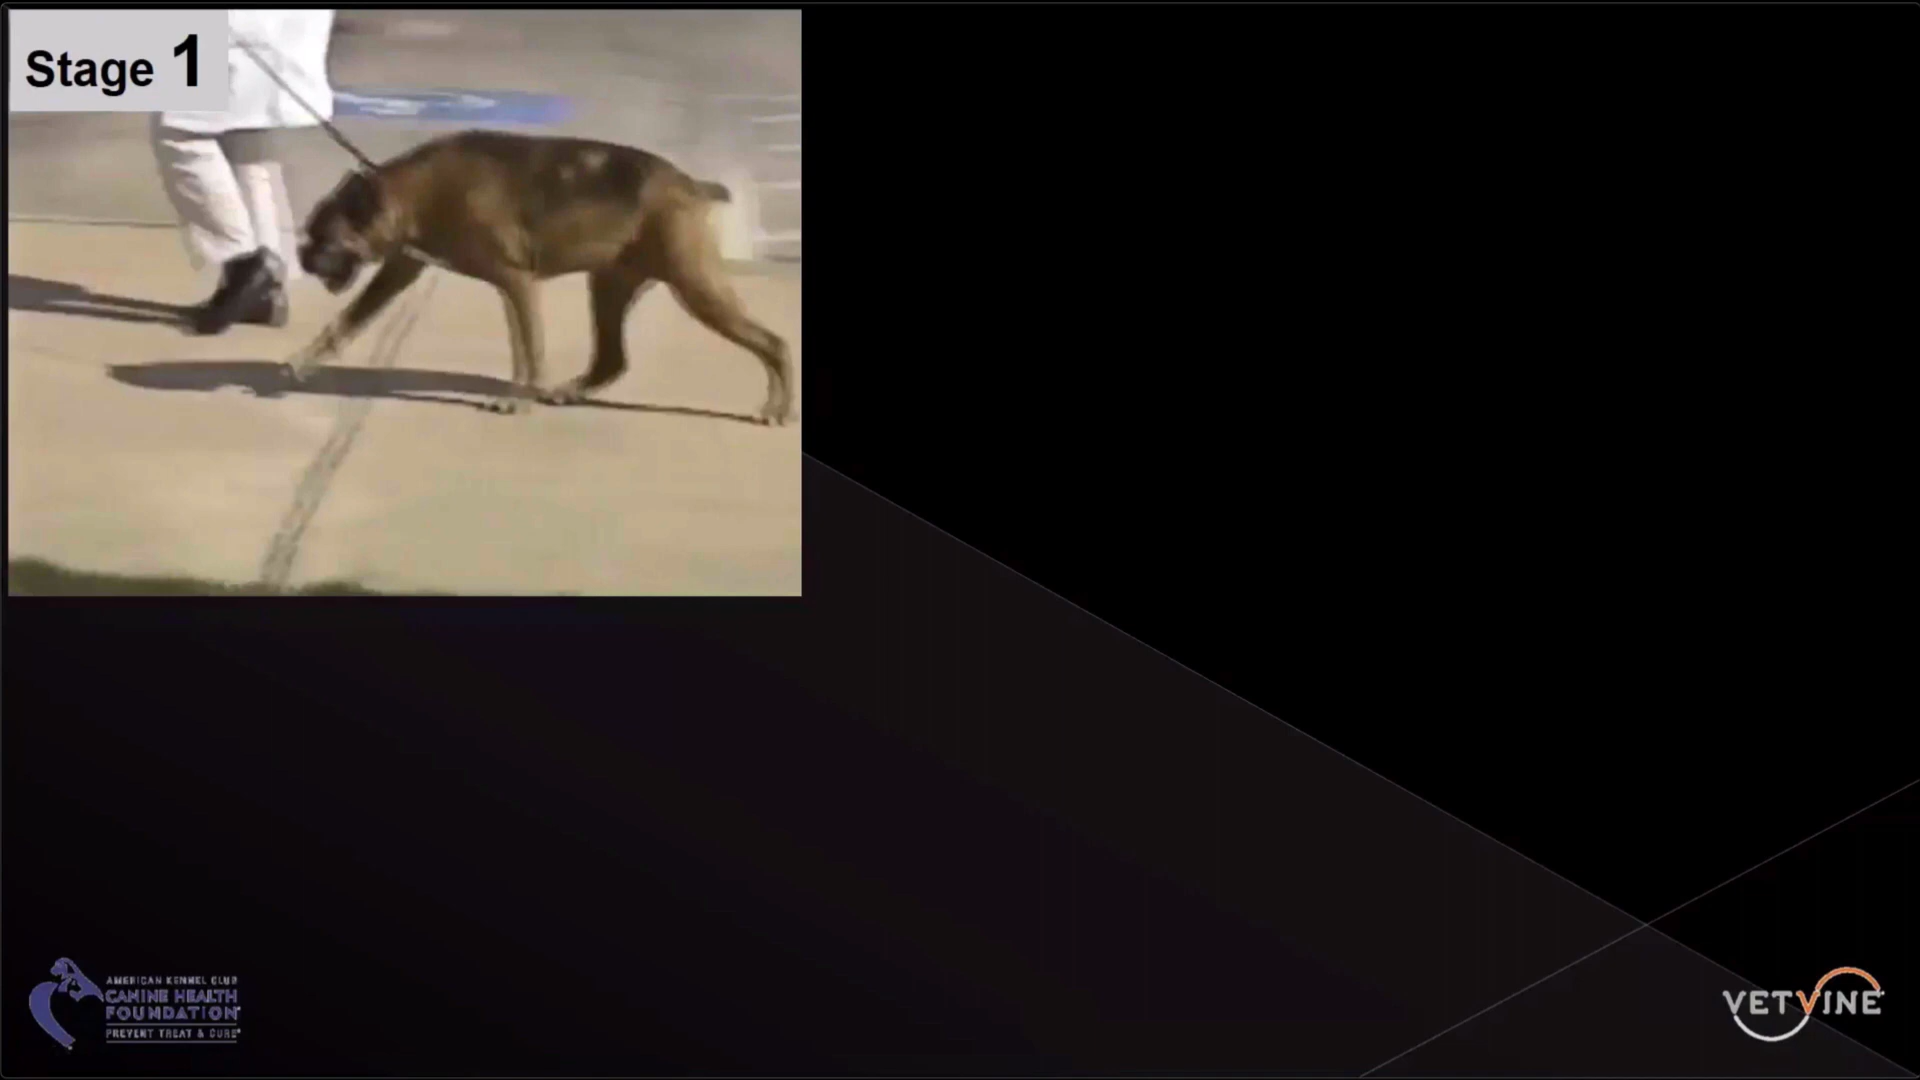 Stage 1
AMERICAN KENNEL CLUB
CANINE HEALTH
FOUNDATION
PREVENT TREAT & CURE
VETVINE